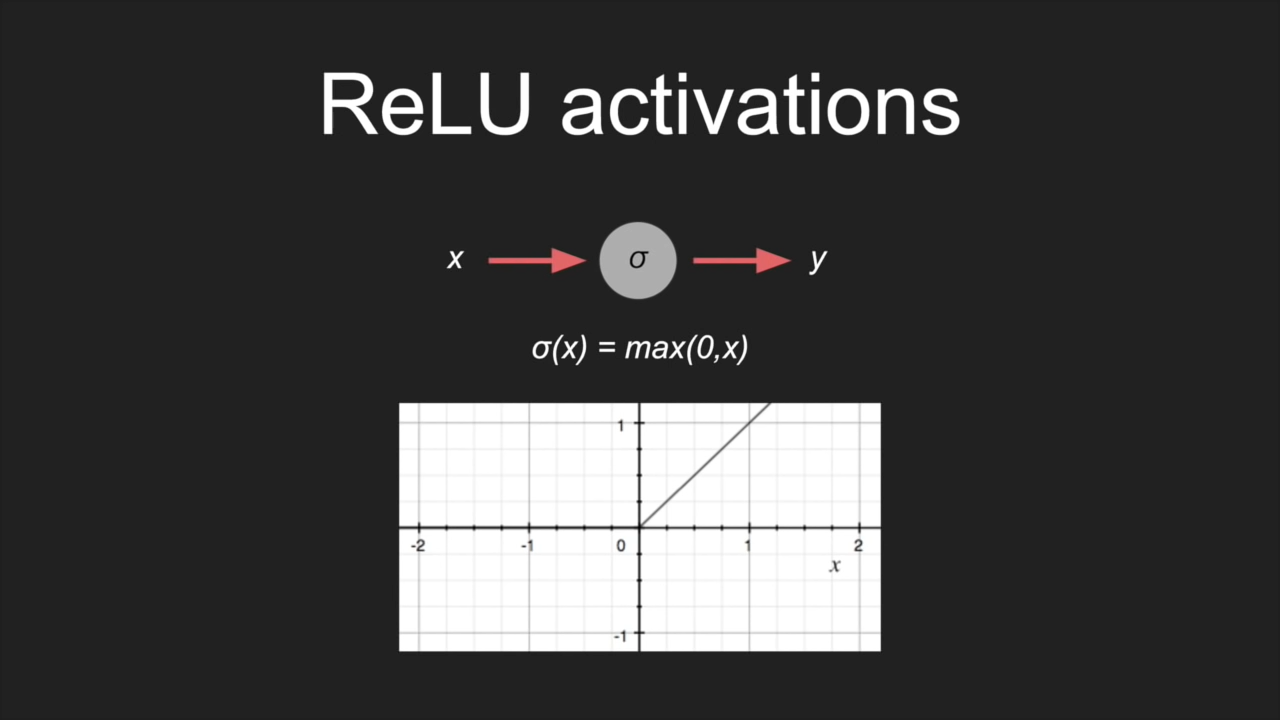 ReLU activations
x σ y
σ(x) = max(0,x)
1
-2 -1 0 1 2
x
-1